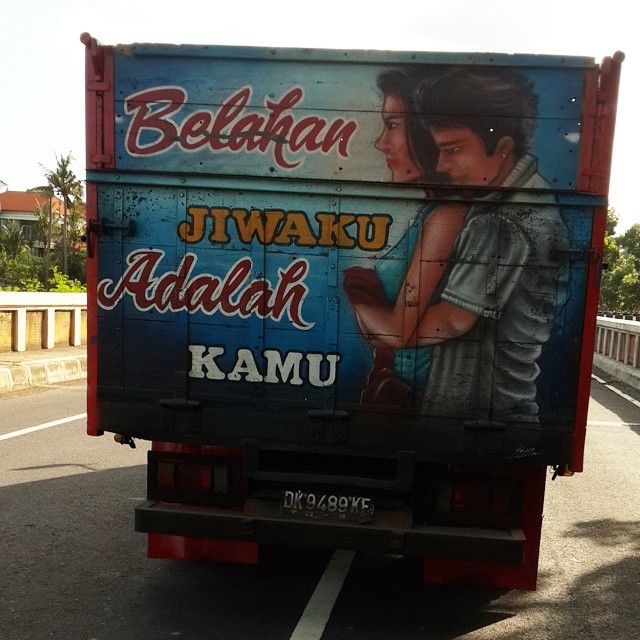 Belahan
JIWAKU
Adalah
KAMU
DK 9489 KF